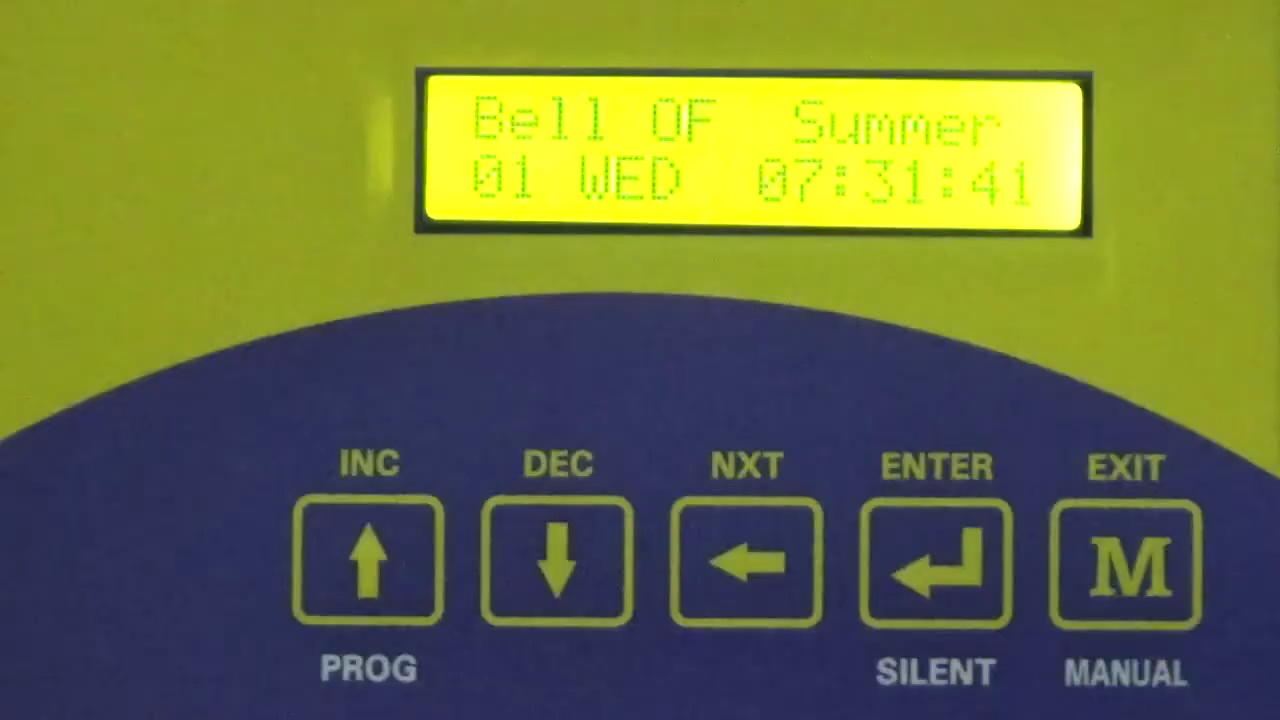 Bell OF Summer
01 WED 07:31:41
INC DEC NXT ENTER EXIT
M
PROG SILENT MANUAL